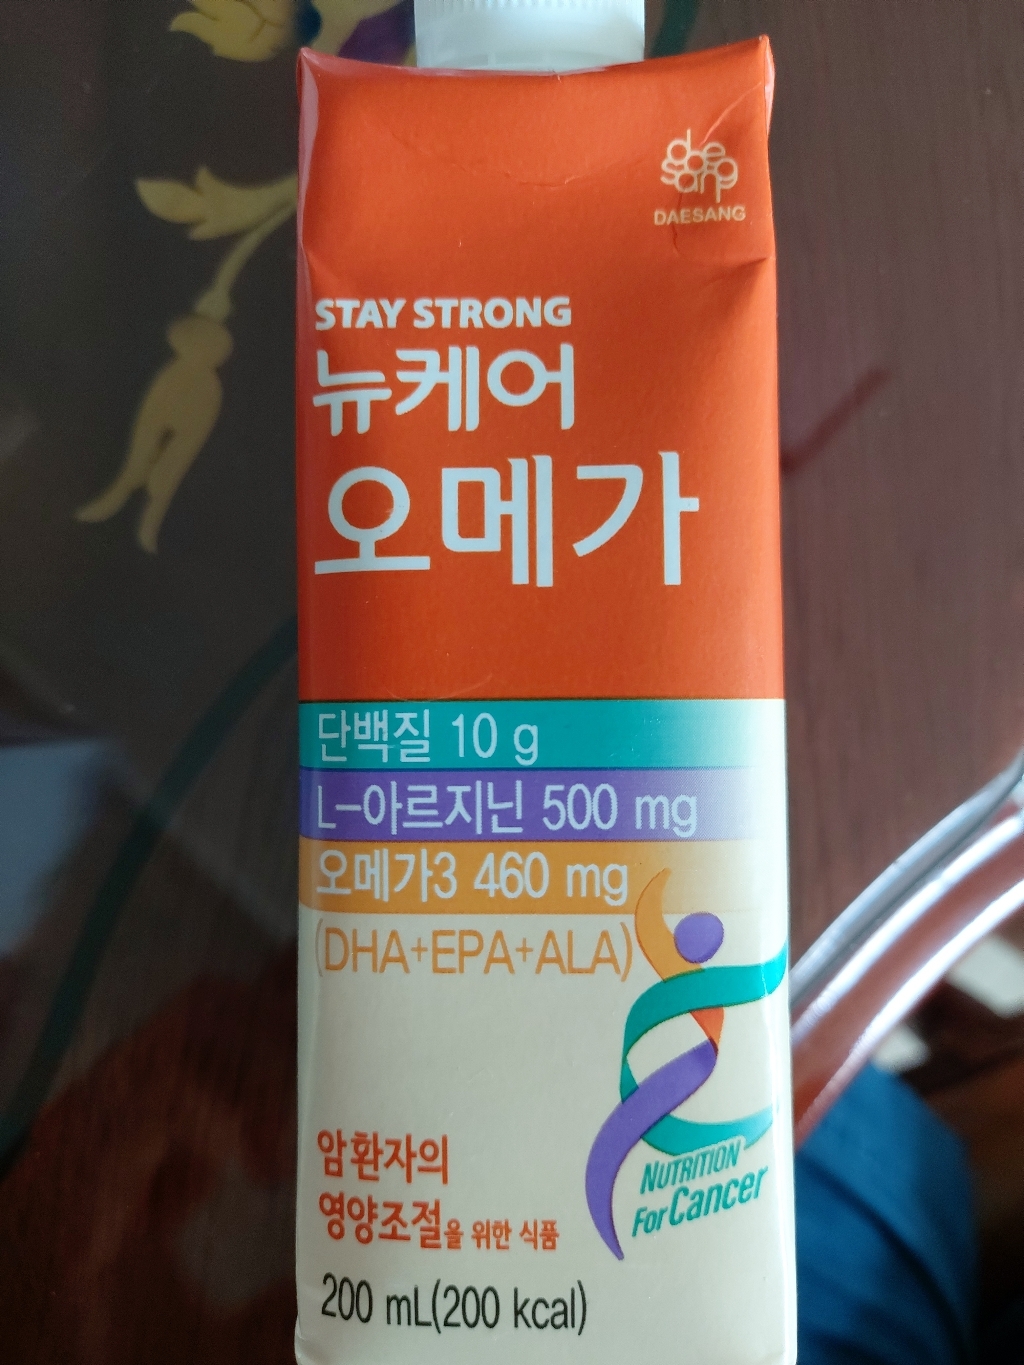 dae
sang
DAESANG
STAY STRONG
뉴케어
오메가
단백질 10 g
L-아르지닌 500 mg
오메가3 460 mg
(DHA+EPA+ALA)
암환자의
영양조절을 위한 식품
NUTRITION
For Cancer
200 mL(200 kcal)